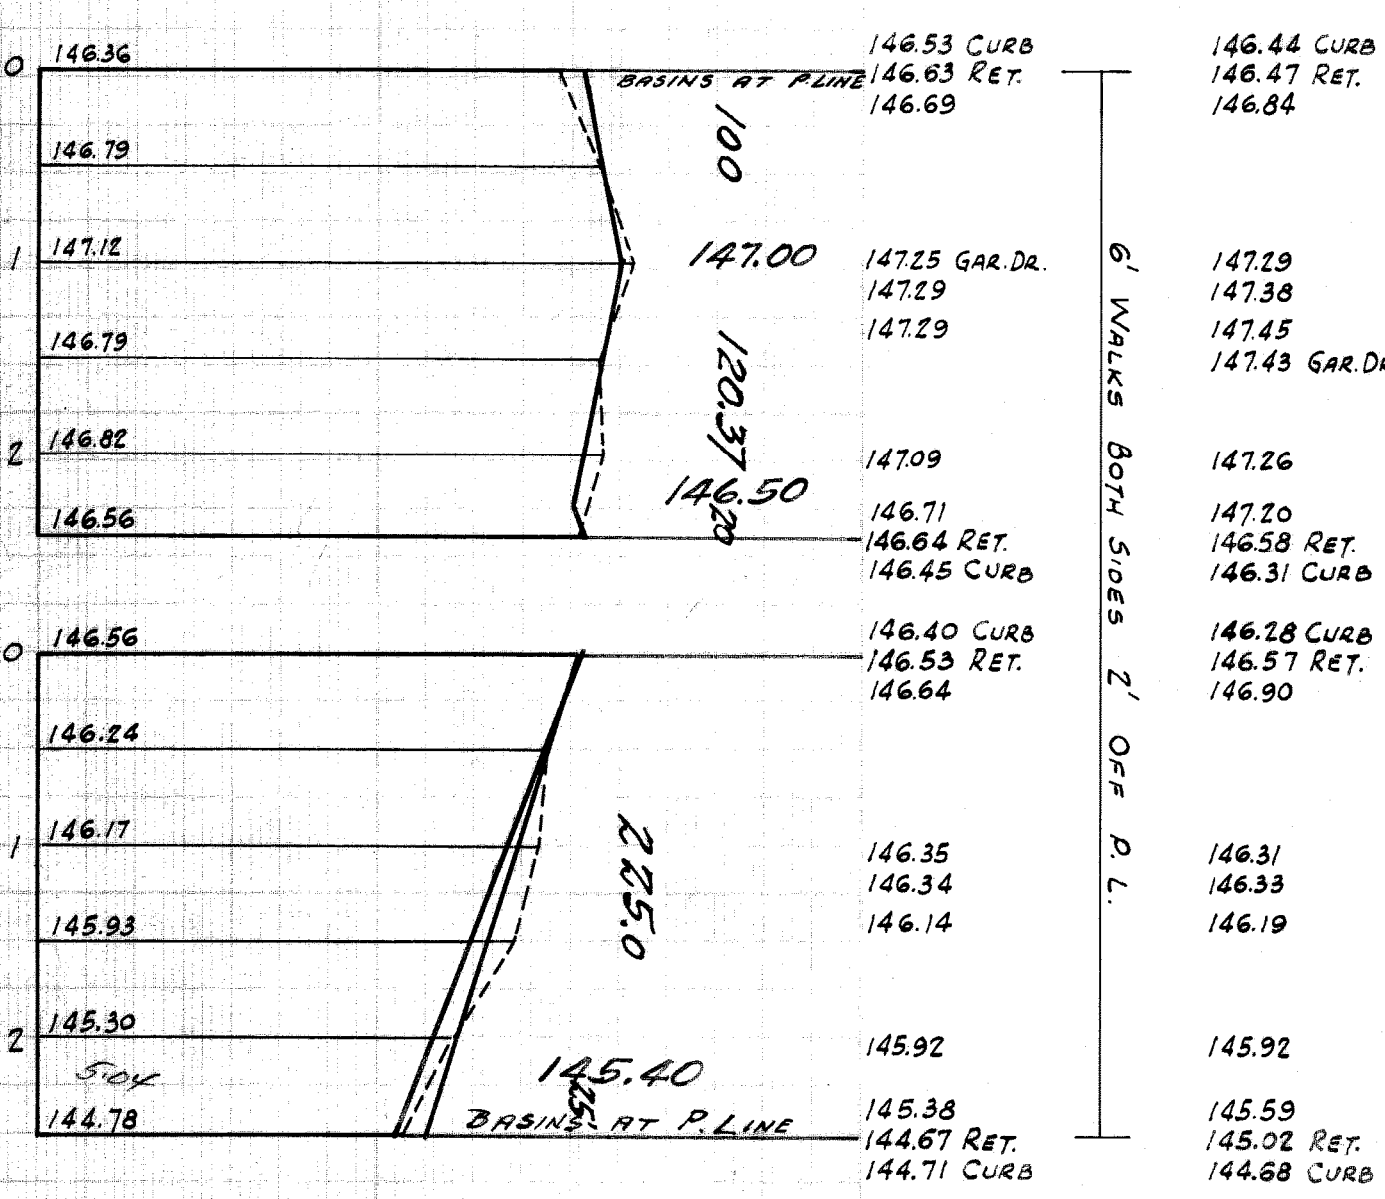 146.53 CURB 146.44 CURB
0 146.36
BASINS AT P.LINE 146.63 RET. 146.47 RET.
146.69 146.84
100
146.79
1 147.12 147.00 147.25 GAR.DR. 147.29
147.29 147.38
147.29 147.45
146.79
147.43 GAR.DR
120.37
2 146.82 147.09 147.26
146.50
146.71 147.20
146.56 20 146.64 RET. 146.58 RET.
146.45 CURB 146.31 CURB
6' WALKS BOTH SIDES 2' OFF P.L.
146.40 CURB 146.28 CURB
0 146.56 146.53 RET. 146.57 RET.
146.64 146.90
146.24
1 146.17 146.35 146.31
146.34 146.33
225.0
145.93 146.14 146.19
2 145.30 145.92 145.92
5.04 145.40
25
145.38 145.59
144.78 BASINS AT P. LINE 144.67 RET. 145.02 RET.
144.71 CURB 144.68 CURB